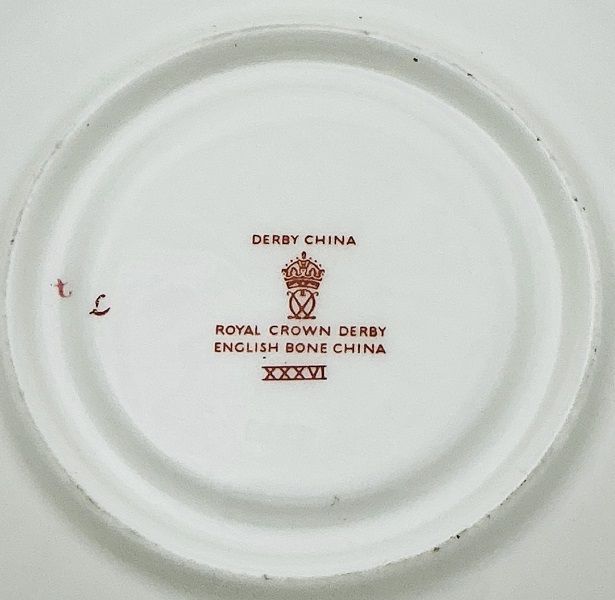 DERBY CHINA
ROYAL CROWN DERBY
ENGLISH BONE CHINA
XXXVI
t